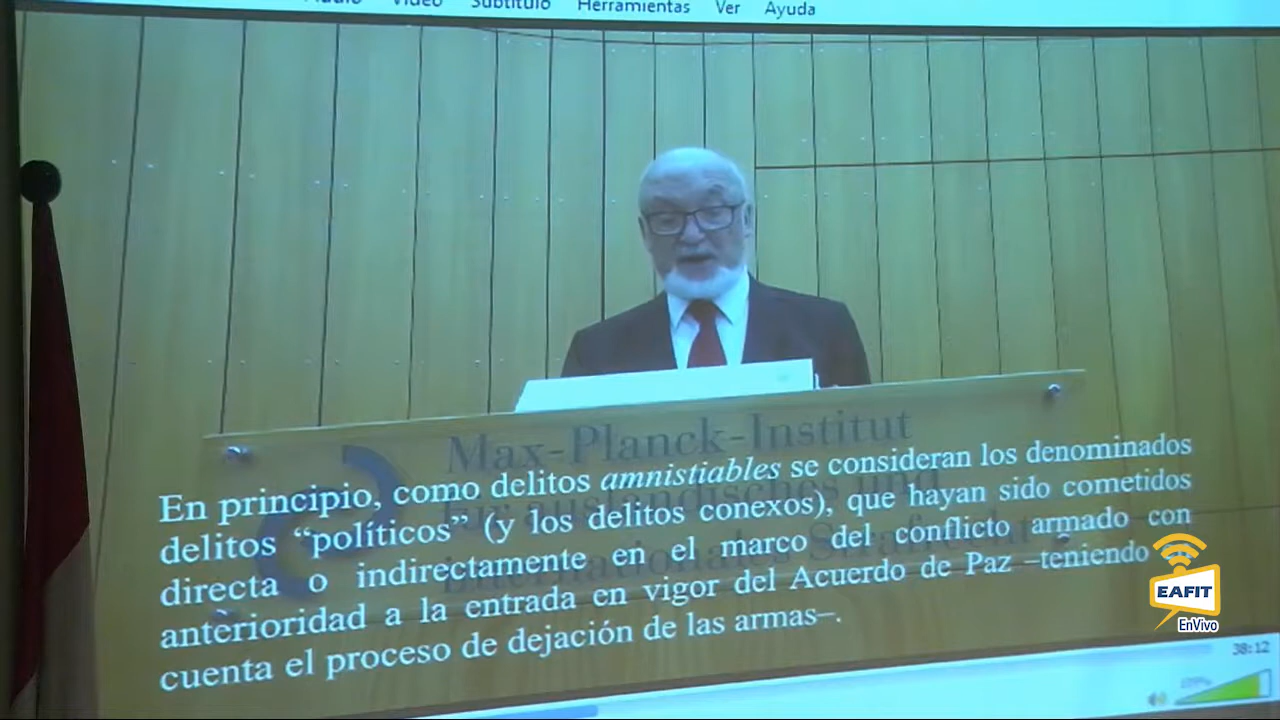 Audio Video Subtítulo Herramientas Ver Ayuda
Max-Planck-Institut
En principio, como delitos amnistiables se consideran los denominados
delitos “políticos” (y los delitos conexos), que hayan sido cometidos
directa o indirectamente en el marco del conflicto armado con
anterioridad a la entrada en vigor del Acuerdo de Paz –teniendo
cuenta el proceso de dejación de las armas–.
EAFIT
EnVivo
38:12